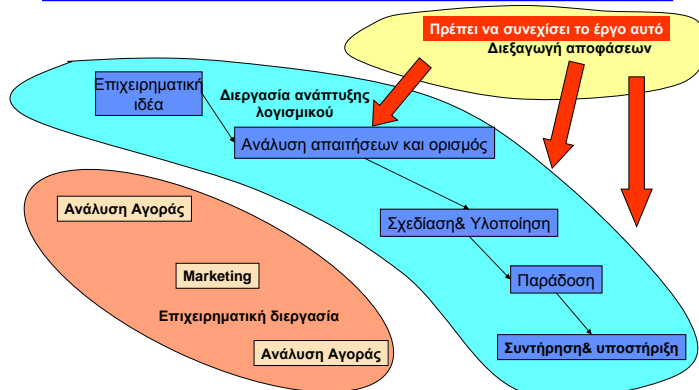 Πρέπει να συνεχίσει το έργο αυτό
Διεξαγωγή αποφάσεων
Επιχειρηματική
ιδέα
Διεργασία ανάπτυξης
λογισμικού
Ανάλυση απαιτήσεων και ορισμός
Σχεδίαση& Υλοποίηση
Παράδοση
Συντήρηση& υποστήριξη
Ανάλυση Αγοράς
Marketing
Επιχειρηματική διεργασία
Ανάλυση Αγοράς